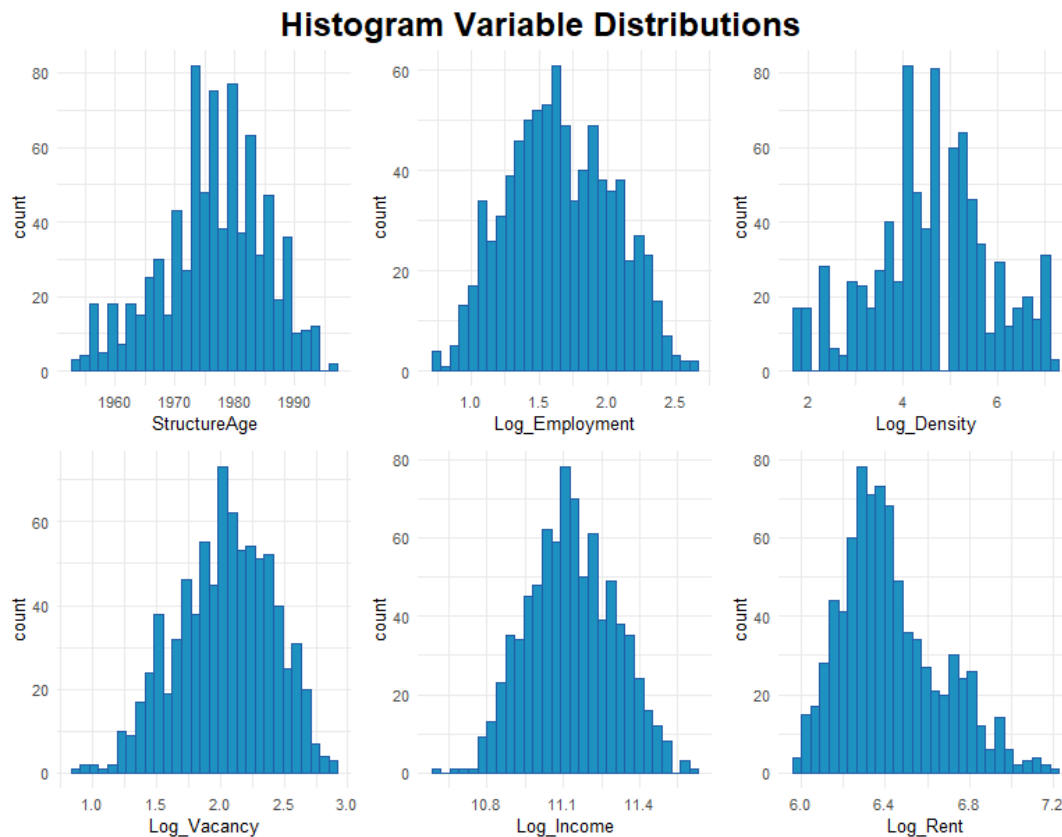 Histogram Variable Distributions
count
80
60
40
20
0
1960 1970 1980 1990
StructureAge
count
60
40
20
0
1.0 1.5 2.0 2.5
Log_Employment
count
80
60
40
20
0
2 4 6
Log_Density
count
60
40
20
0
1.0 1.5 2.0 2.5 3.0
Log_Vacancy
count
80
60
40
20
0
10.8 11.1 11.4
Log_Income
count
80
60
40
20
0
6.0 6.4 6.8 7.2
Log_Rent